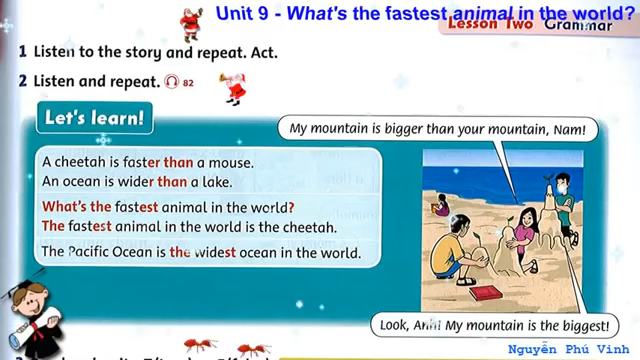 Unit 9 - What's the fastest animal in the world?
Lesson Two Grammar
1 Listen to the story and repeat. Act.
2 Listen and repeat. 82
Let's learn!
My mountain is bigger than your mountain, Nam!
A cheetah is faster than a mouse.
An ocean is wider than a lake.
What's the fastest animal in the world?
The fastest animal in the world is the cheetah.
The Pacific Ocean is the widest ocean in the world.
Look, Anh! My mountain is the biggest!
Nguyễn Phú Vinh